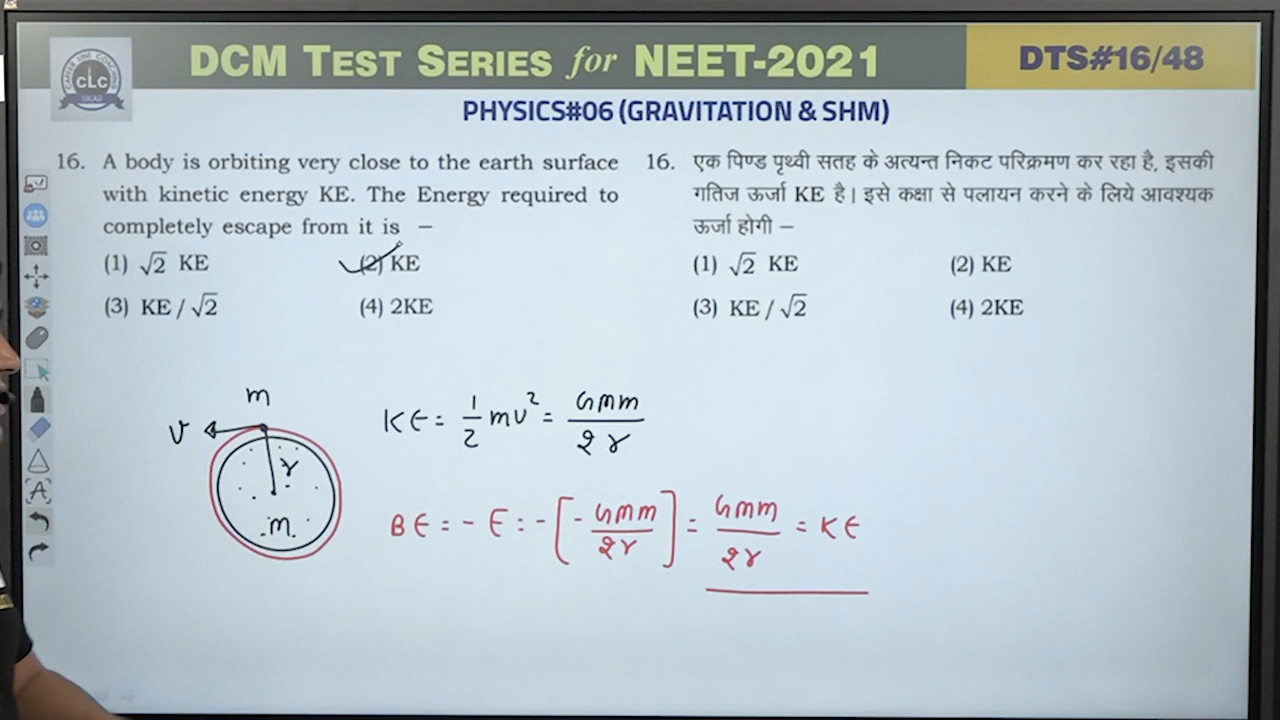 DCM TEST SERIES for NEET-2021
DTS#16/48
CLC
SIKAR
PHYSICS#06 (GRAVITATION & SHM)
16. A body is orbiting very close to the earth surface
with kinetic energy KE. The Energy required to
completely escape from it is –
(1) √2 KE
(2) KE
(3) KE / √2
(4) 2KE
16. एक पिण्ड पृथ्वी सतह के अत्यन्त निकट परिक्रमण कर रहा है, इसकी
गतिज ऊर्जा KE है। इसे कक्षा से पलायन करने के लिये आवश्यक
ऊर्जा होगी –
(1) √2 KE
(2) KE
(3) KE / √2
(4) 2KE
m
v
r
m
KE = 1/2 mv² = GMm/2r
BE = - E = - [- GMm/2r] = GMm/2r = KE